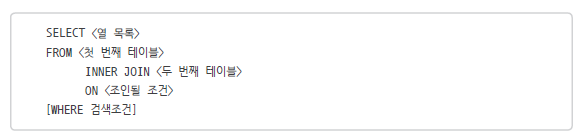 SELECT <열 목록>
FROM <첫 번째 테이블>
INNER JOIN <두 번째 테이블>
ON <조인될 조건>
[WHERE 검색조건]